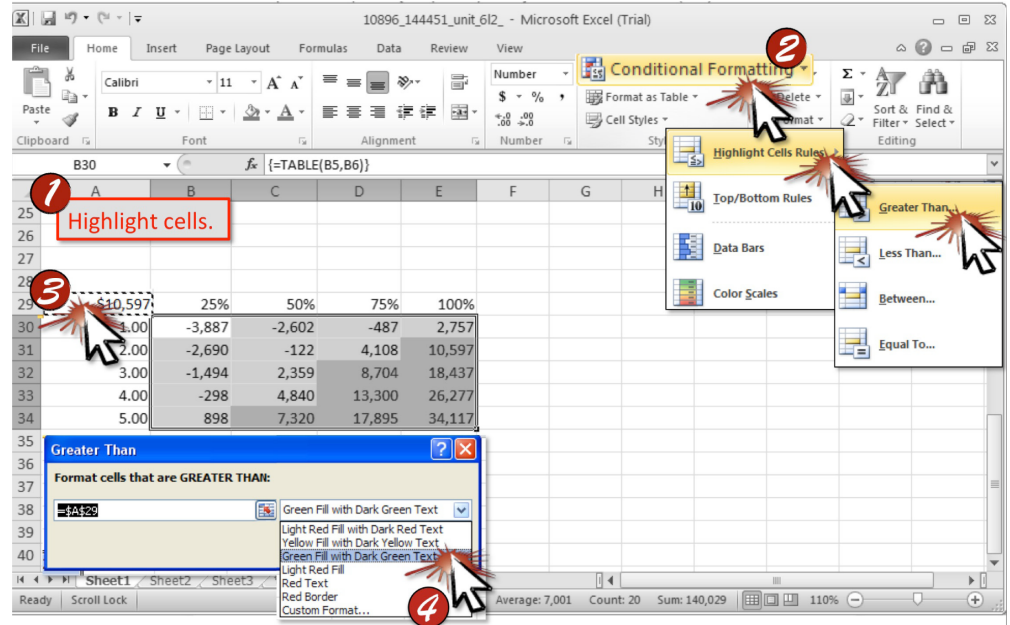 10896_144451_unit_6l2_ - Microsoft Excel (Trial)
File Home Insert Page Layout Formulas Data Review View
2
Paste
Calibri 11 A A
B I U A
Number
$ % ,
.0 .00
.00 .0
Conditional Formatting
Format as Table
Cell Styles
Delete
Σ
Sort & Filter
Find & Select
Clipboard Font Alignment Number Editing
Highlight Cells Rules
Top/Bottom Rules
10
Data Bars
Color Scales
Greater Than...
Less Than...
Between...
Equal To...
B30 fx {=TABLE(B5,B6)}
A B C D E F G H
1
Highlight cells.
25
26
27
28
3
29 $10,597 25% 50% 75% 100%
30 1.00 -3,887 -2,602 -487 2,757
31 2.00 -2,690 -122 4,108 10,597
32 3.00 -1,494 2,359 8,704 18,437
33 4.00 -298 4,840 13,300 26,277
34 5.00 898 7,320 17,895 34,117
35
36
37
38
39
40
Greater Than
Format cells that are GREATER THAN:
=$A$29
Green Fill with Dark Green Text
Light Red Fill with Dark Red Text
Yellow Fill with Dark Yellow Text
Green Fill with Dark Green Text
Light Red Fill
Red Text
Red Border
Custom Format...
4
Sheet1 Sheet2 Sheet3
Ready Scroll Lock Average: 7,001 Count: 20 Sum: 140,029 110%